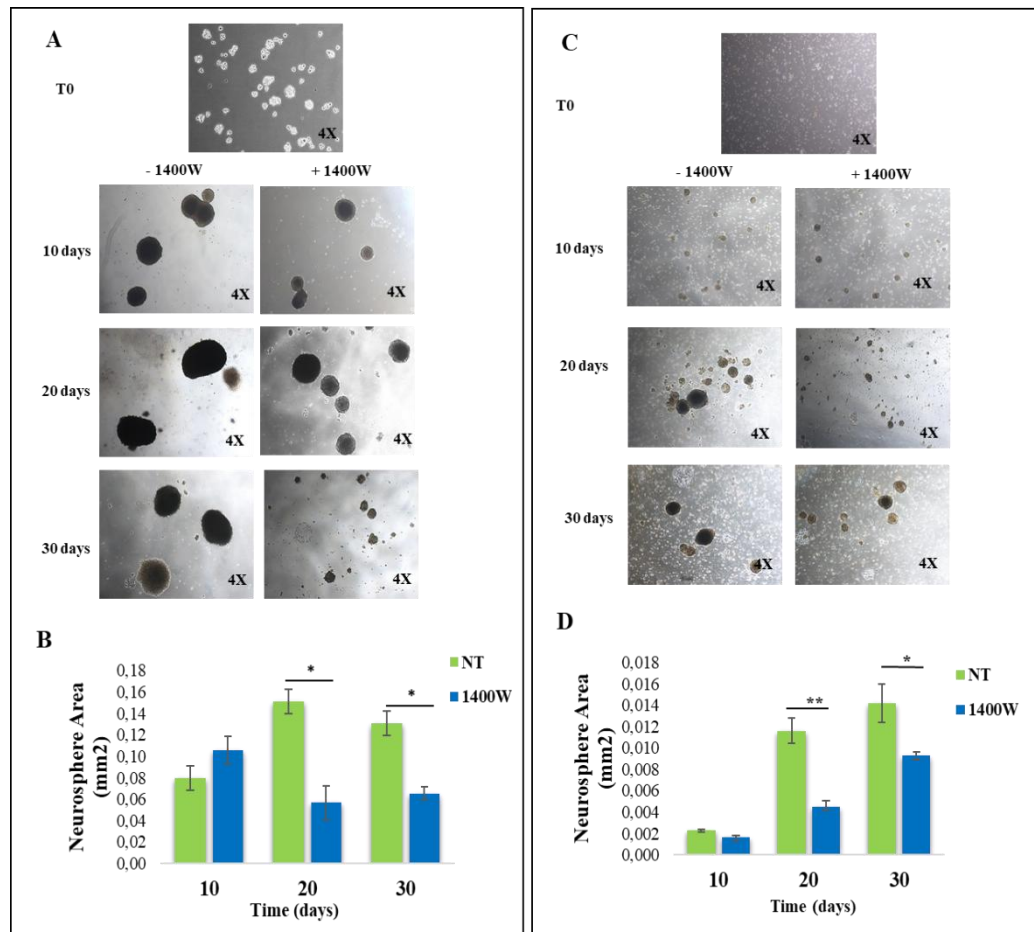 A
T0
4X
- 1400W + 1400W
10 days
4X 4X
20 days
4X 4X
30 days
4X 4X
B
Neurosphere Area
(mm2)
0,18
0,16
0,14
0,12
0,10
0,08
0,06
0,04
0,02
0,00
* *
NT
1400W
10 20 30
Time (days)
C
T0
4X
- 1400W + 1400W
10 days
4X 4X
20 days
4X 4X
30 days
4X 4X
D
Neurosphere Area
(mm2)
0,018
0,016
0,014
0,012
0,010
0,008
0,006
0,004
0,002
0,000
** *
NT
1400W
10 20 30
Time (days)